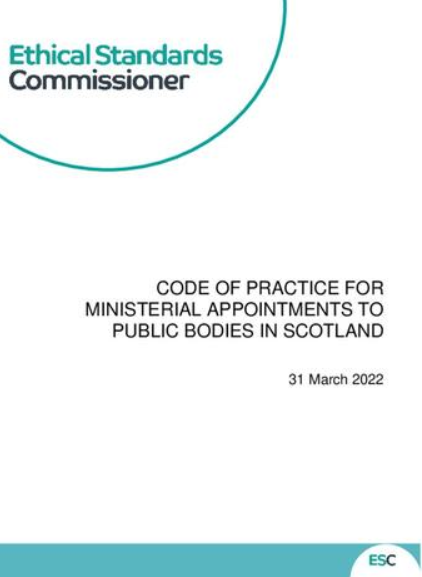 Ethical Standards
Commissioner
CODE OF PRACTICE FOR
MINISTERIAL APPOINTMENTS TO
PUBLIC BODIES IN SCOTLAND
31 March 2022
ESC